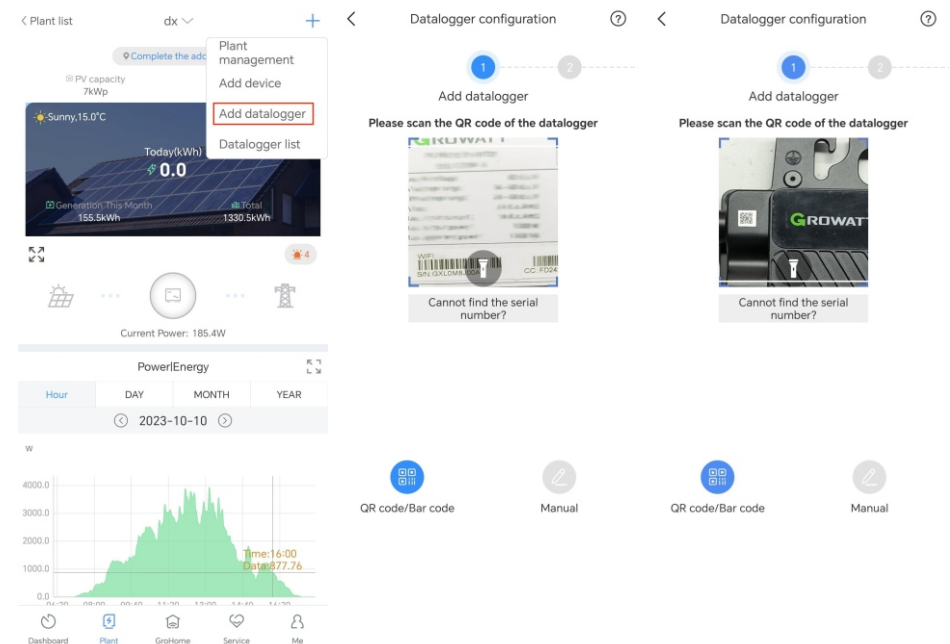 Plant list
dx
Plant
management
Add device
Add datalogger
Datalogger list
Complete the add
PV capacity
7kWp
Sunny,15.0°C
Today(kWh)
0.0
Generation This Month
155.5kWh
Total
1330.5kWh
4
Current Power: 185.4W
Power|Energy
Hour
DAY
MONTH
YEAR
2023-10-10
W
4000.0
3000.0
2000.0
1000.0
0.0
Time:16:00
Data:877.76
Dashboard
Plant
GroHome
Service
Me
Datalogger configuration
?
1
2
Add datalogger
Please scan the QR code of the datalogger
GROWATT
WIFI
Cannot find the serial
number?
QR code/Bar code
Manual
Datalogger configuration
?
1
2
Add datalogger
Please scan the QR code of the datalogger
GROWAT
Cannot find the serial
number?
QR code/Bar code
Manual